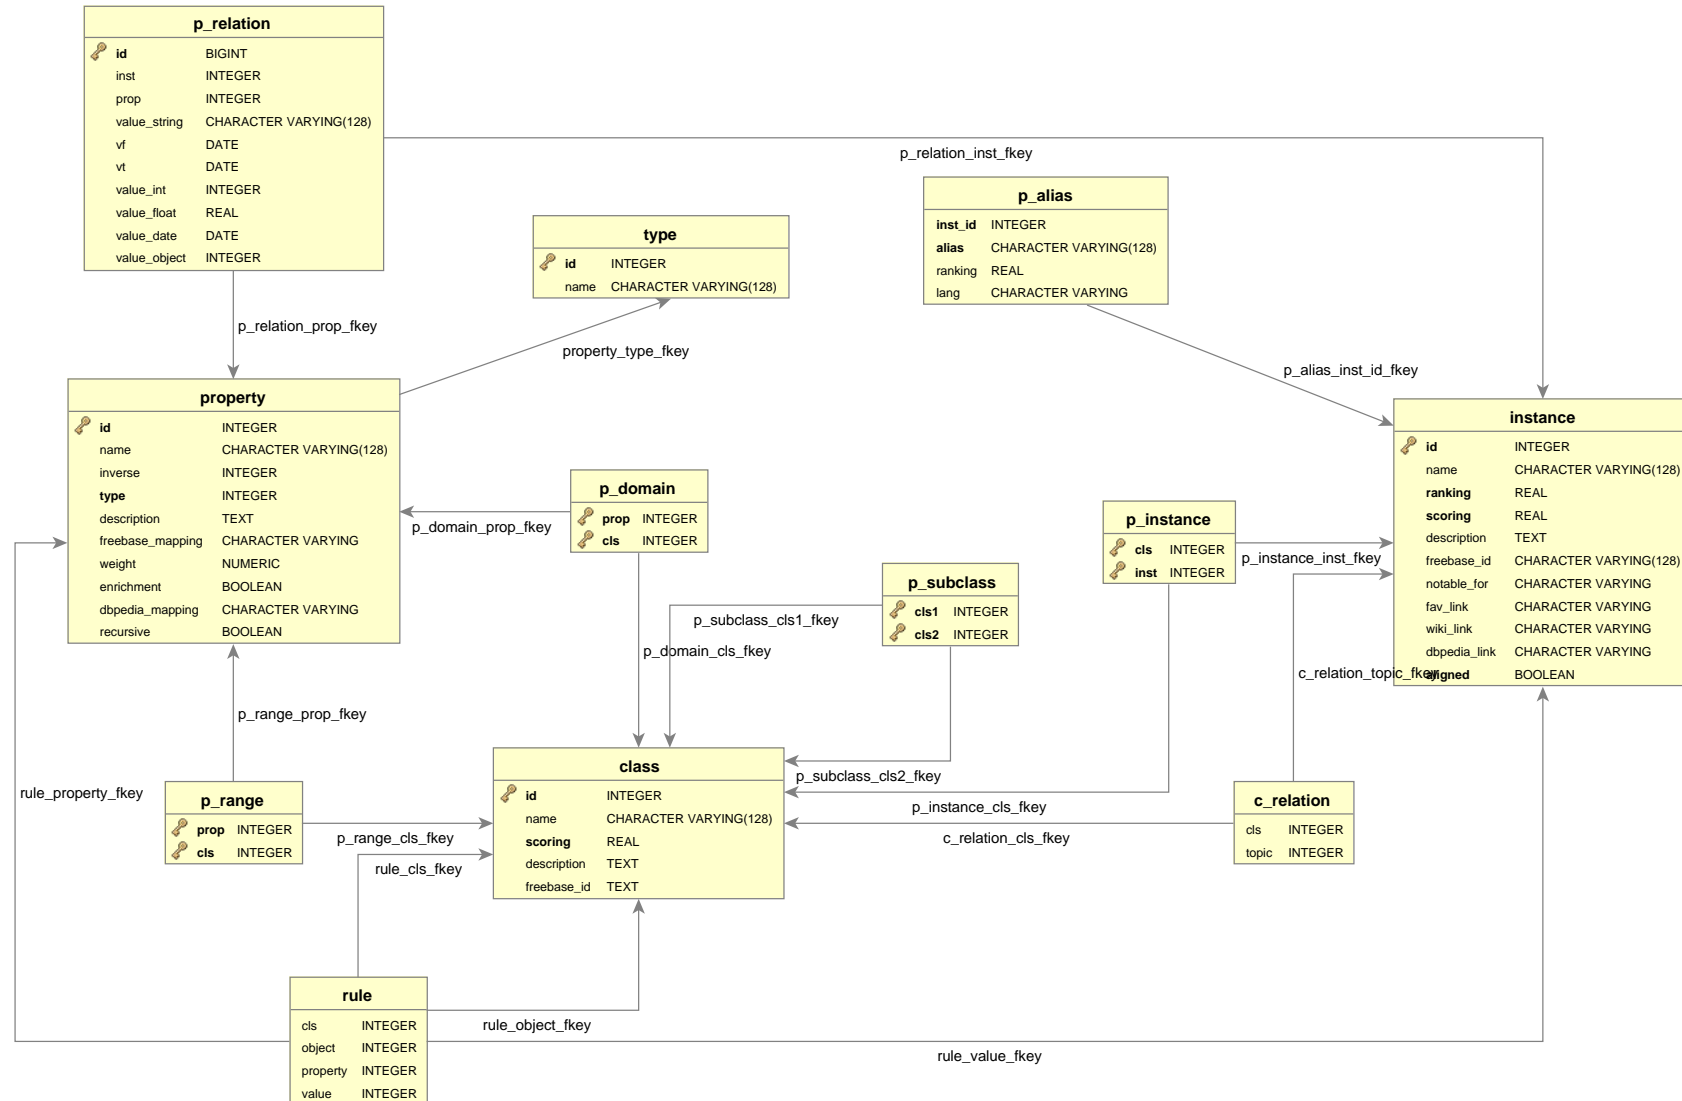 p_relation
id BIGINT
inst INTEGER
prop INTEGER
value_string CHARACTER VARYING(128)
vf DATE
vt DATE
value_int INTEGER
value_float REAL
value_date DATE
value_object INTEGER
p_relation_inst_fkey
p_alias
inst_id INTEGER
alias CHARACTER VARYING(128)
ranking REAL
lang CHARACTER VARYING
type
id INTEGER
name CHARACTER VARYING(128)
p_relation_prop_fkey
property_type_fkey
p_alias_inst_id_fkey
property
id INTEGER
name CHARACTER VARYING(128)
inverse INTEGER
type INTEGER
description TEXT
freebase_mapping CHARACTER VARYING
weight NUMERIC
enrichment BOOLEAN
dbpedia_mapping CHARACTER VARYING
recursive BOOLEAN
instance
id INTEGER
name CHARACTER VARYING(128)
ranking REAL
scoring REAL
description TEXT
freebase_id CHARACTER VARYING(128)
notable_for CHARACTER VARYING
fav_link CHARACTER VARYING
wiki_link CHARACTER VARYING
dbpedia_link CHARACTER VARYING
aligned BOOLEAN
p_domain
prop INTEGER
cls INTEGER
p_domain_prop_fkey
p_instance
cls INTEGER
inst INTEGER
p_instance_inst_fkey
p_subclass
cls1 INTEGER
cls2 INTEGER
p_subclass_cls1_fkey
p_domain_cls_fkey
c_relation_topic_fkey
p_range_prop_fkey
class
id INTEGER
name CHARACTER VARYING(128)
scoring REAL
description TEXT
freebase_id TEXT
p_subclass_cls2_fkey
p_instance_cls_fkey
c_relation_cls_fkey
c_relation
cls INTEGER
topic INTEGER
rule_property_fkey
p_range
prop INTEGER
cls INTEGER
p_range_cls_fkey
rule_cls_fkey
rule
cls INTEGER
object INTEGER
property INTEGER
value INTEGER
rule_object_fkey
rule_value_fkey